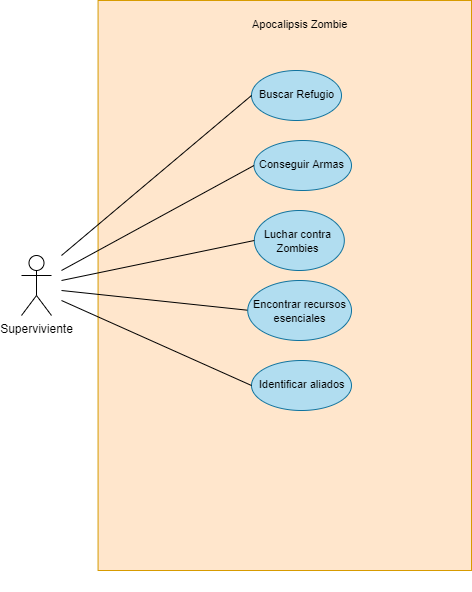 Apocalipsis Zombie
Buscar Refugio
Conseguir Armas
Luchar contra
Zombies
Encontrar recursos
esenciales
Identificar aliados
Superviviente